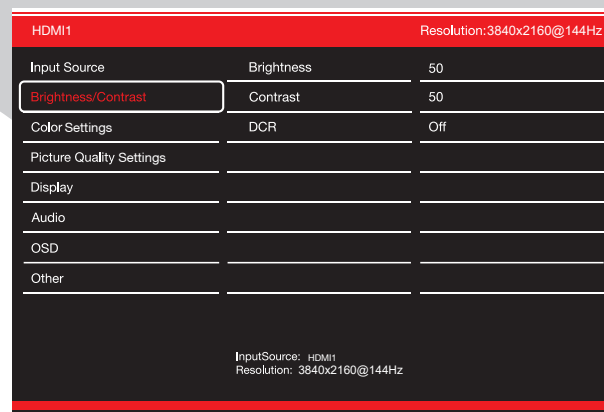 HDMI1 Resolution:3840x2160@144Hz
Input Source Brightness 50
Brightness/Contrast Contrast 50
Color Settings DCR Off
Picture Quality Settings
Display
Audio
OSD
Other
InputSource: HDMI1
Resolution: 3840x2160@144Hz